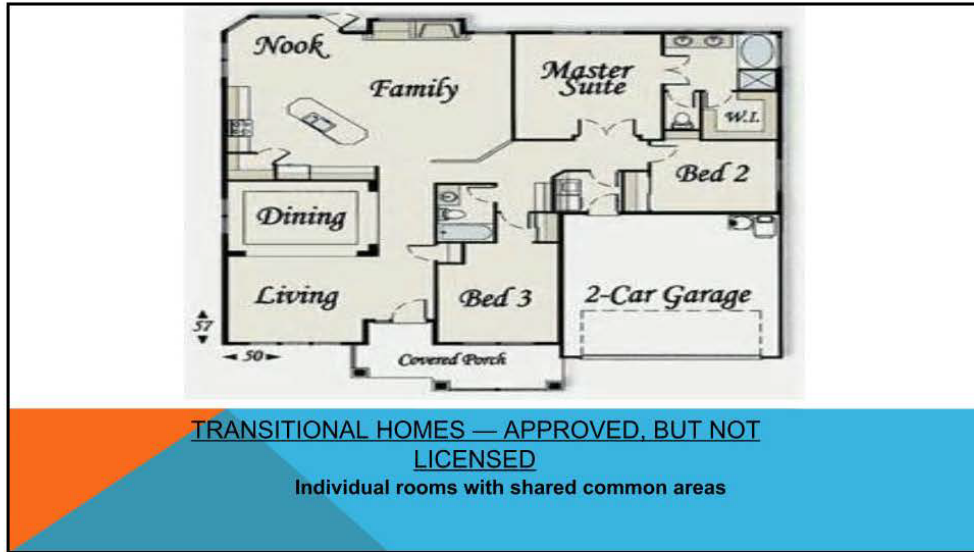 Nook
Family
Master
Suite
W.I.
Bed 2
Dining
Living
Bed 3
2-Car Garage
57
50
Covered Porch
TRANSITIONAL HOMES — APPROVED, BUT NOT
LICENSED
Individual rooms with shared common areas